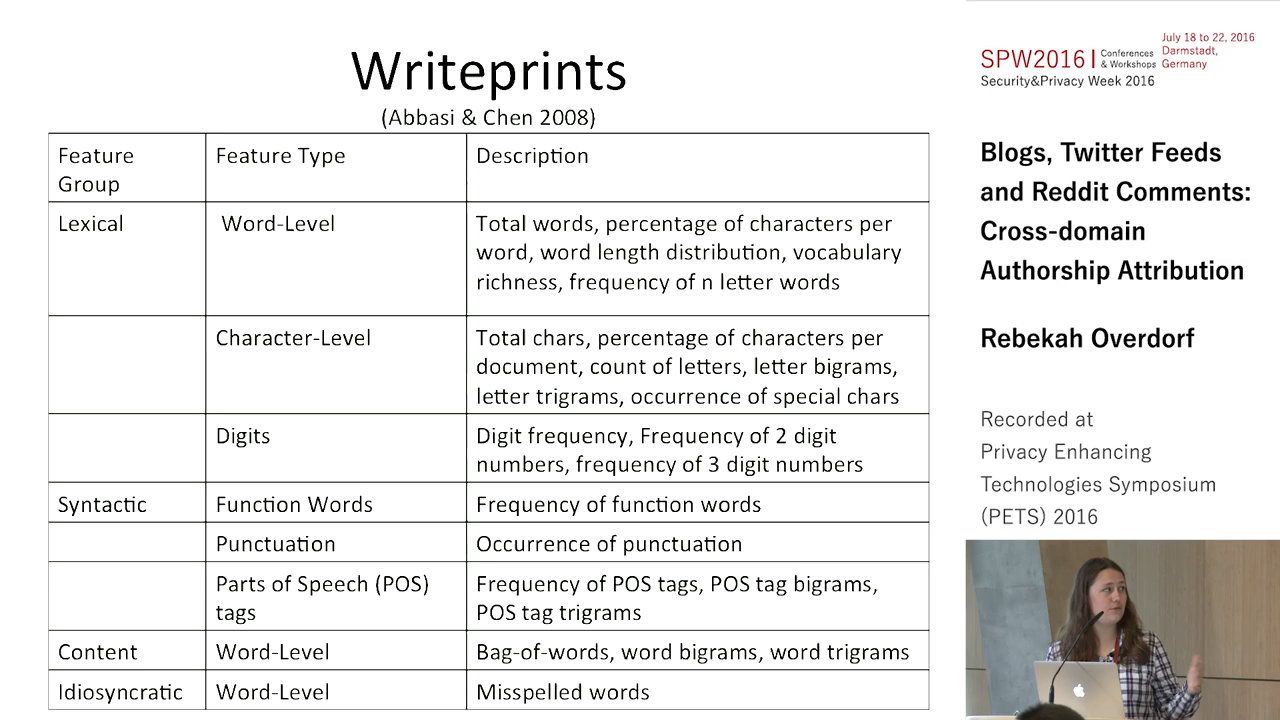 Writeprints
(Abbasi & Chen 2008)
Feature Group
Feature Type
Description
Lexical
Word-Level
Total words, percentage of characters per
word, word length distribution, vocabulary
richness, frequency of n letter words
Character-Level
Total chars, percentage of characters per
document, count of letters, letter bigrams,
letter trigrams, occurrence of special chars
Digits
Digit frequency, Frequency of 2 digit
numbers, frequency of 3 digit numbers
Syntactic
Function Words
Frequency of function words
Punctuation
Occurrence of punctuation
Parts of Speech (POS)
tags
Frequency of POS tags, POS tag bigrams,
POS tag trigrams
Content
Word-Level
Bag-of-words, word bigrams, word trigrams
Idiosyncratic
Word-Level
Misspelled words
SPW2016 | Conferences & Workshops
July 18 to 22, 2016
Darmstadt,
Germany
Security&Privacy Week 2016
Blogs, Twitter Feeds
and Reddit Comments:
Cross-domain
Authorship Attribution
Rebekah Overdorf
Recorded at
Privacy Enhancing
Technologies Symposium
(PETS) 2016